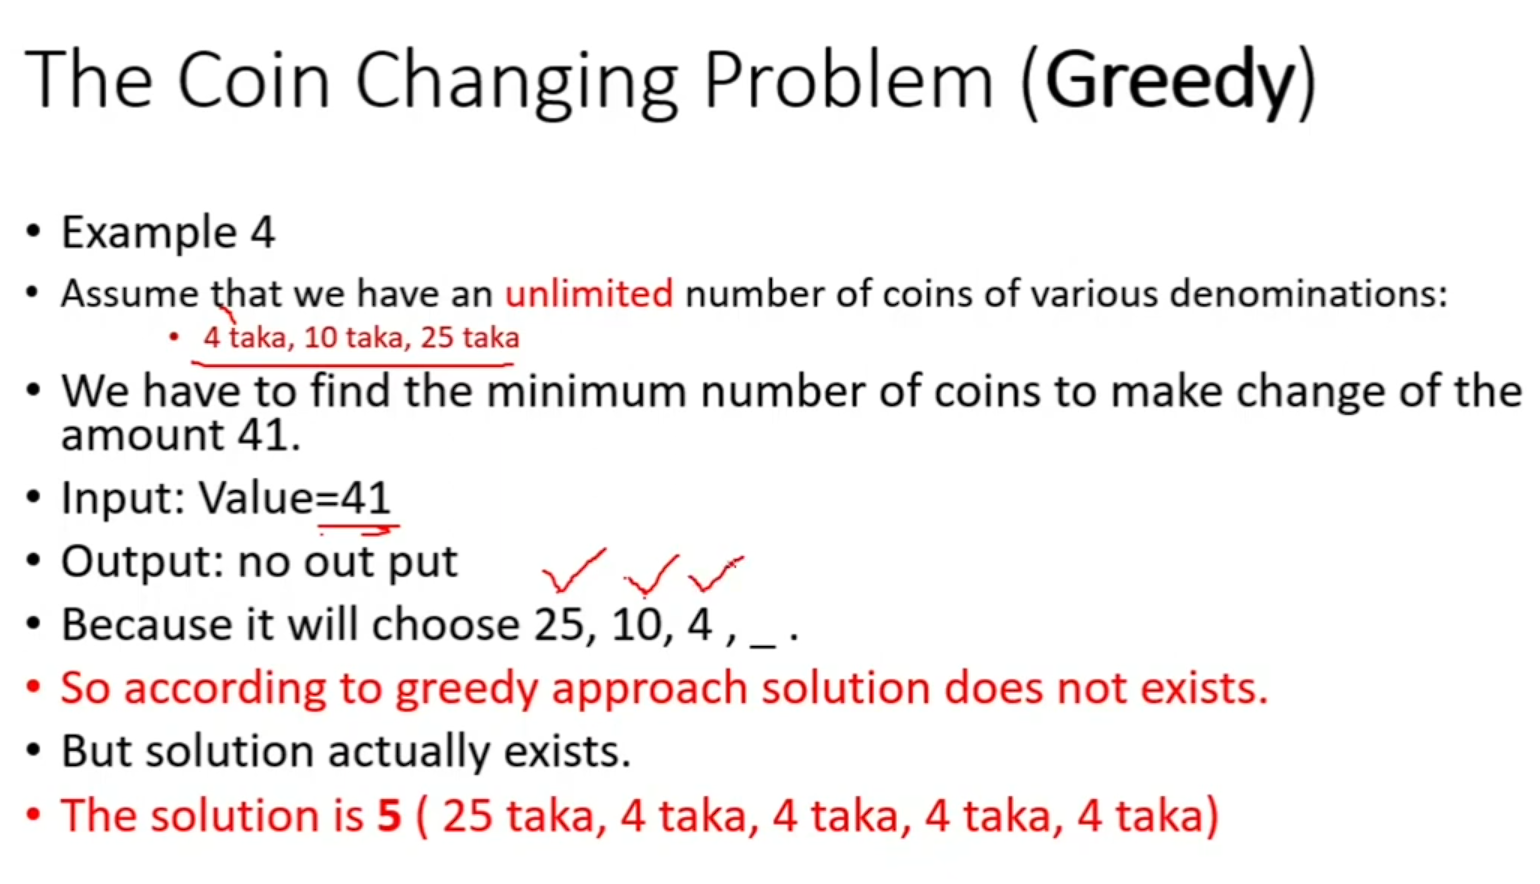 The Coin Changing Problem (Greedy)
• Example 4
• Assume that we have an unlimited number of coins of various denominations:
• 4 taka, 10 taka, 25 taka
• We have to find the minimum number of coins to make change of the
amount 41.
• Input: Value=41
• Output: no out put
• Because it will choose 25, 10, 4 , _ .
• So according to greedy approach solution does not exists.
• But solution actually exists.
• The solution is 5 ( 25 taka, 4 taka, 4 taka, 4 taka, 4 taka)